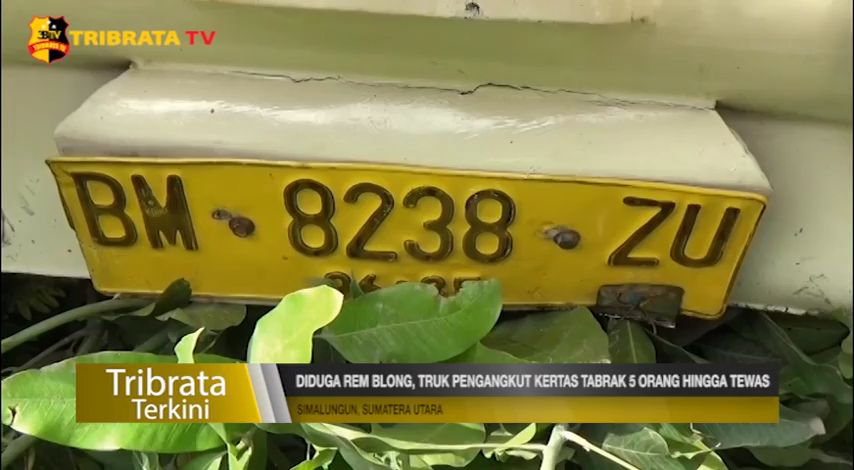 TRIBRATA TV
BM 8238 ZU
Tribrata
Terkini
DIDUGA REM BLONG, TRUK PENGANGKUT KERTAS TABRAK 5 ORANG HINGGA TEWAS
SIMALUNGUN, SUMATERA UTARA